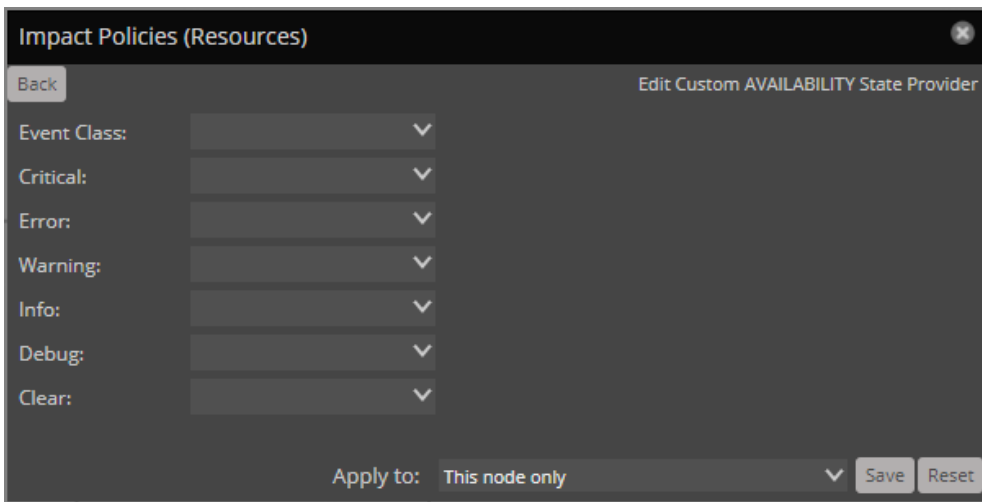 Impact Policies (Resources)
Back
Edit Custom AVAILABILITY State Provider
Event Class:
Critical:
Error:
Warning:
Info:
Debug:
Clear:
Apply to: This node only Save Reset